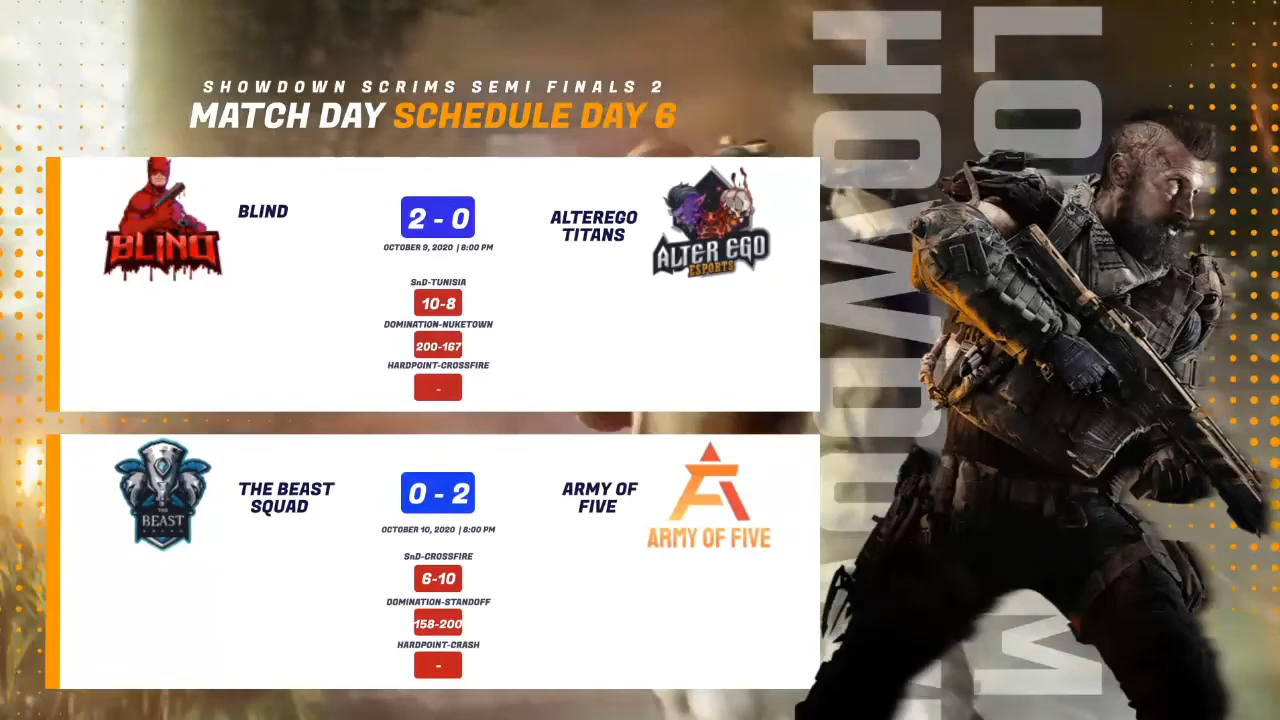 SHOWDOWN SCRIMS SEMI FINALS 2
MATCH DAY SCHEDULE DAY 6
BLIND
BLIND
2 - 0
OCTOBER 9, 2020 | 8:00 PM
ALTEREGO
TITANS
ALTER EGO
ESPORTS
SnD-TUNISIA
10-8
DOMINATION-NUKETOWN
200-167
HARDPOINT-CROSSFIRE
-
THE
BEAST
THE BEAST
SQUAD
0 - 2
OCTOBER 10, 2020 | 8:00 PM
ARMY OF
FIVE
ARMY OF FIVE
SnD-CROSSFIRE
6-10
DOMINATION-STANDOFF
158-200
HARDPOINT-CRASH
-